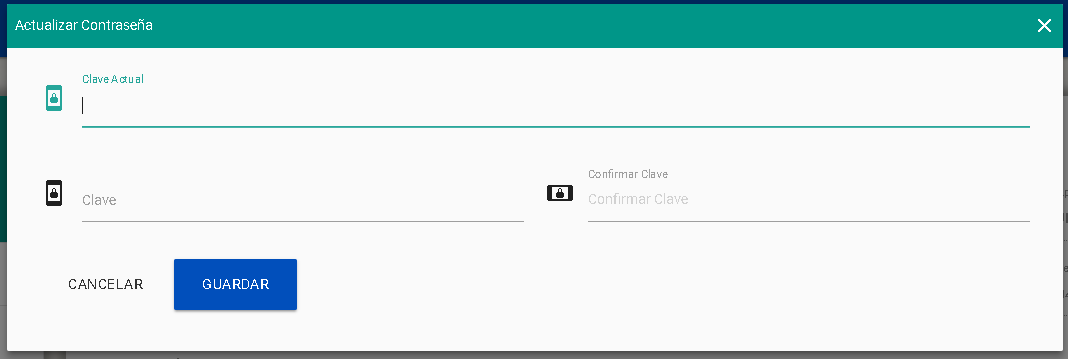 Actualizar Contraseña
Clave Actual
Clave
Confirmar Clave
Confirmar Clave
CANCELAR
GUARDAR